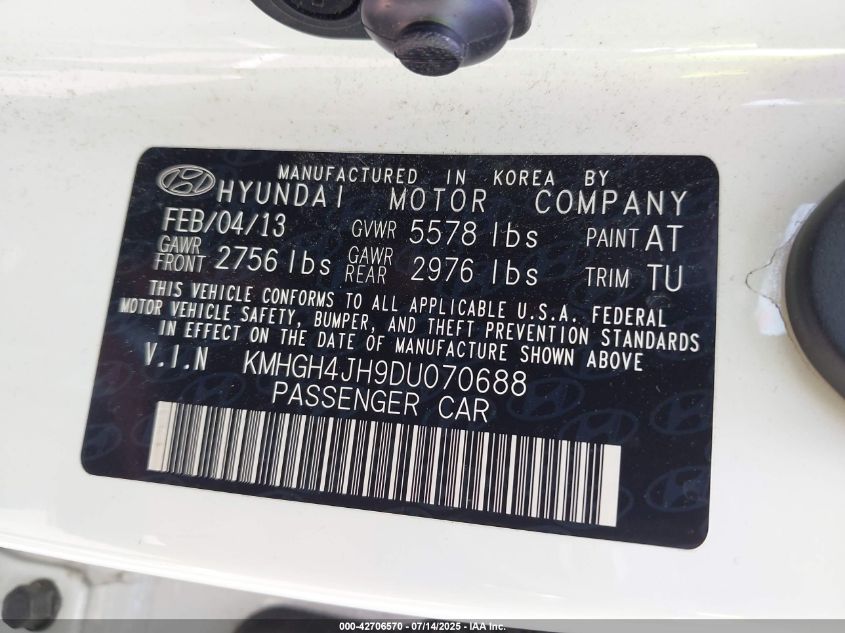 MANUFACTURED IN KOREA BY
HYUNDAI MOTOR COMPANY
FEB/04/13 GVWR 5578 lbs PAINT AT
GAWR FRONT 2756 lbs GAWR REAR 2976 lbs TRIM TU
THIS VEHICLE CONFORMS TO ALL APPLICABLE U.S.A. FEDERAL
MOTOR VEHICLE SAFETY, BUMPER, AND THEFT PREVENTION STANDARDS
IN EFFECT ON THE DATE OF MANUFACTURE SHOWN ABOVE
V.I.N KMHGH4JH9DU070688
PASSENGER CAR
000-42706570 - 07/14/2025 - IAA Inc.